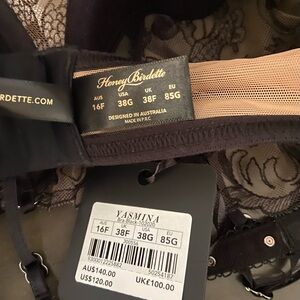 RDETTE.COM
Honey Birdette
AUS USA UK EU
16F 38G 38F 85G
DESIGNED IN AUSTRALIA
MADE IN P.R.C
YASMINA
AUS UK USA EU
16F 38F 38G 85G
50254187
AU$140.00
US$120.00
UK£100.00